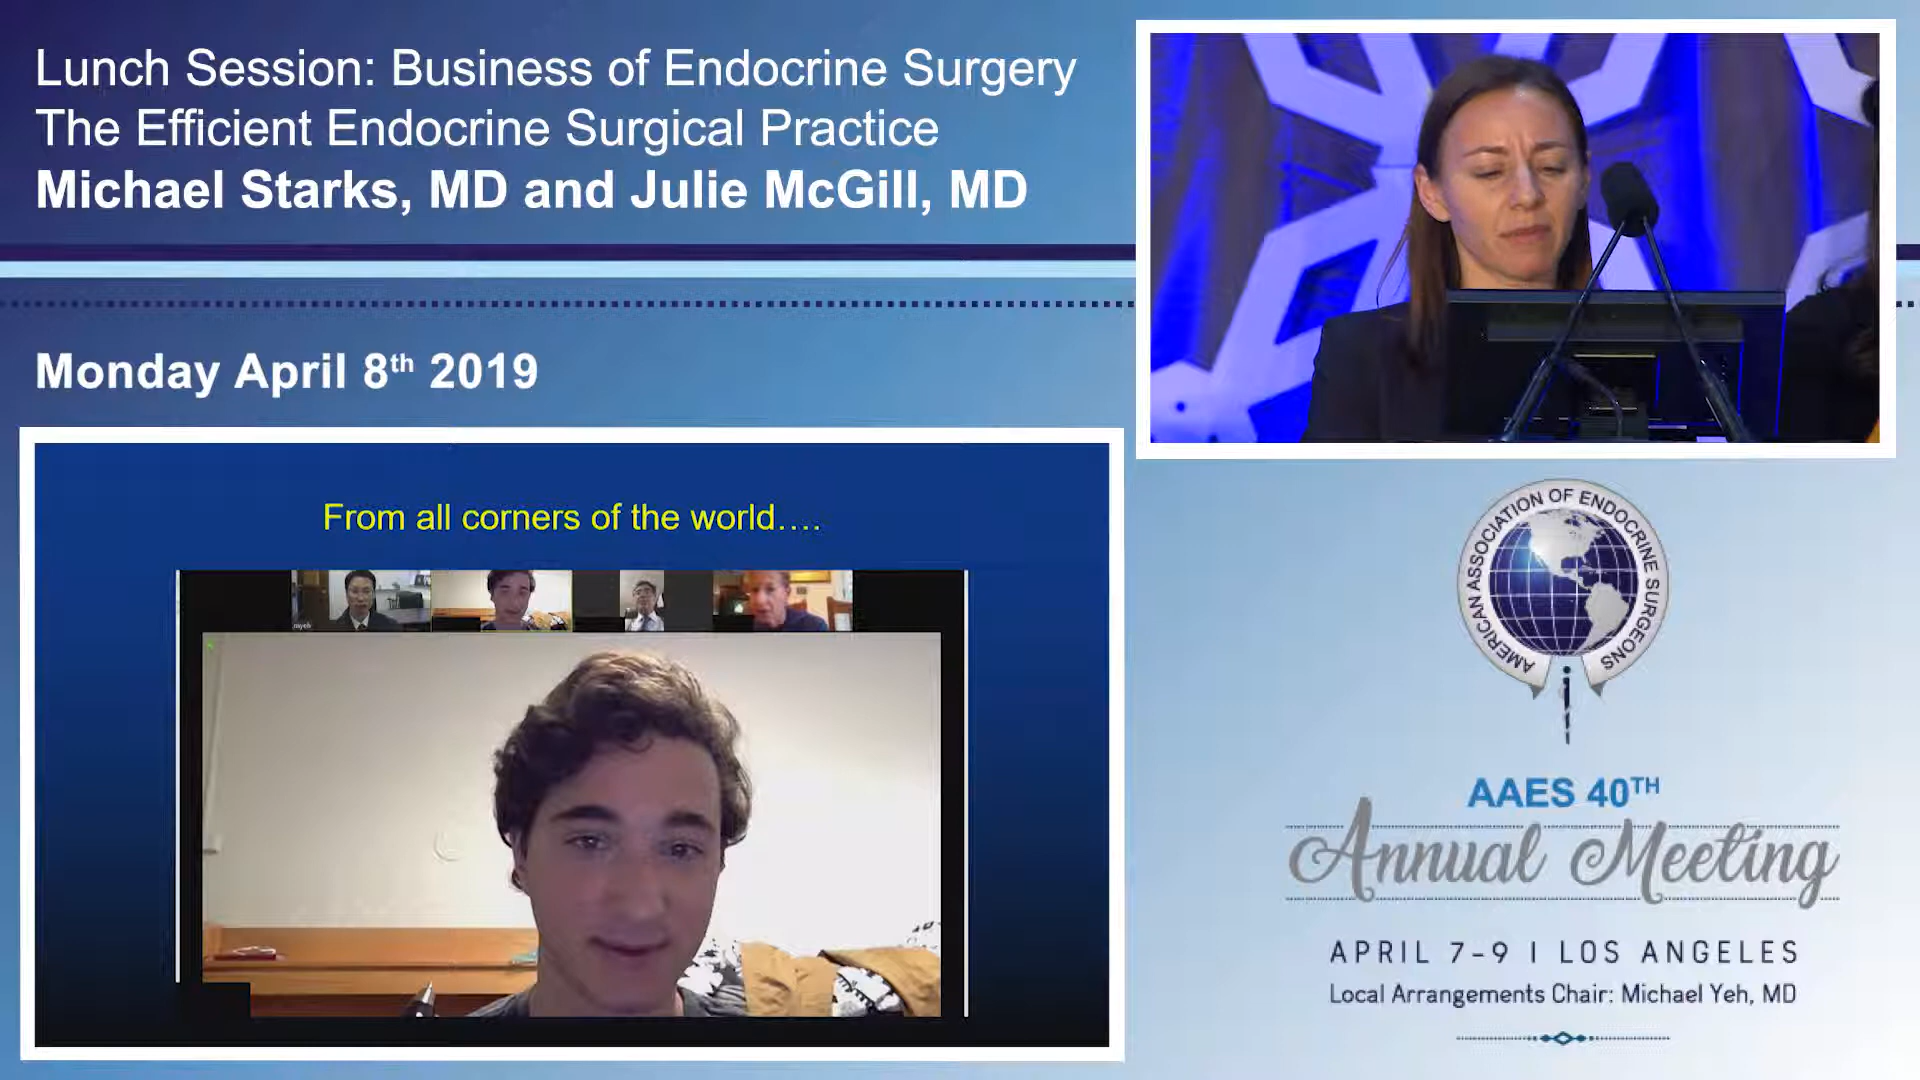 Lunch Session: Business of Endocrine Surgery
The Efficient Endocrine Surgical Practice
Michael Starks, MD and Julie McGill, MD
Monday April 8th 2019
From all corners of the world….
myeh
AMERICAN ASSOCIATION OF ENDOCRINE SURGEONS
AAES 40TH
Annual Meeting
APRIL 7-9 | LOS ANGELES
Local Arrangements Chair: Michael Yeh, MD